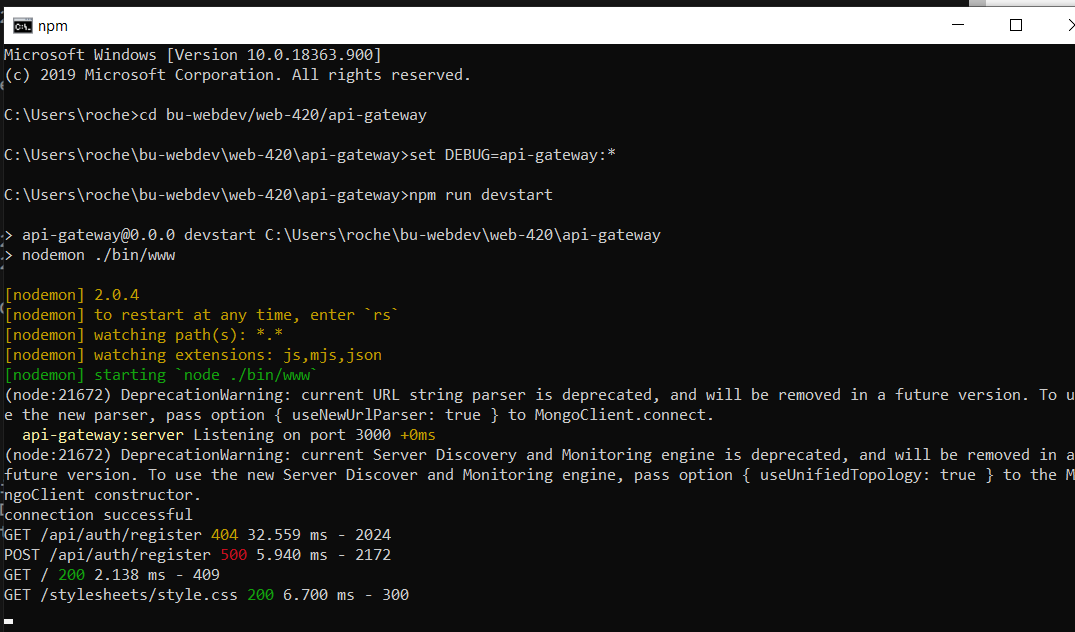 npm
Microsoft Windows [Version 10.0.18363.900]
(c) 2019 Microsoft Corporation. All rights reserved.
C:\Users\roche>cd bu-webdev/web-420/api-gateway
C:\Users\roche\bu-webdev\web-420\api-gateway>set DEBUG=api-gateway:*
C:\Users\roche\bu-webdev\web-420\api-gateway>npm run devstart
> api-gateway@0.0.0 devstart C:\Users\roche\bu-webdev\web-420\api-gateway
> nodemon ./bin/www
[nodemon] 2.0.4
[nodemon] to restart at any time, enter `rs`
[nodemon] watching path(s): *.*
[nodemon] watching extensions: js,mjs,json
[nodemon] starting `node ./bin/www`
(node:21672) DeprecationWarning: current URL string parser is deprecated, and will be removed in a future version. To u
e the new parser, pass option { useNewUrlParser: true } to MongoClient.connect.
api-gateway:server Listening on port 3000 +0ms
(node:21672) DeprecationWarning: current Server Discovery and Monitoring engine is deprecated, and will be removed in a
future version. To use the new Server Discover and Monitoring engine, pass option { useUnifiedTopology: true } to the M
ngoClient constructor.
connection successful
GET /api/auth/register 404 32.559 ms - 2024
POST /api/auth/register 500 5.940 ms - 2172
GET / 200 2.138 ms - 409
GET /stylesheets/style.css 200 6.700 ms - 300